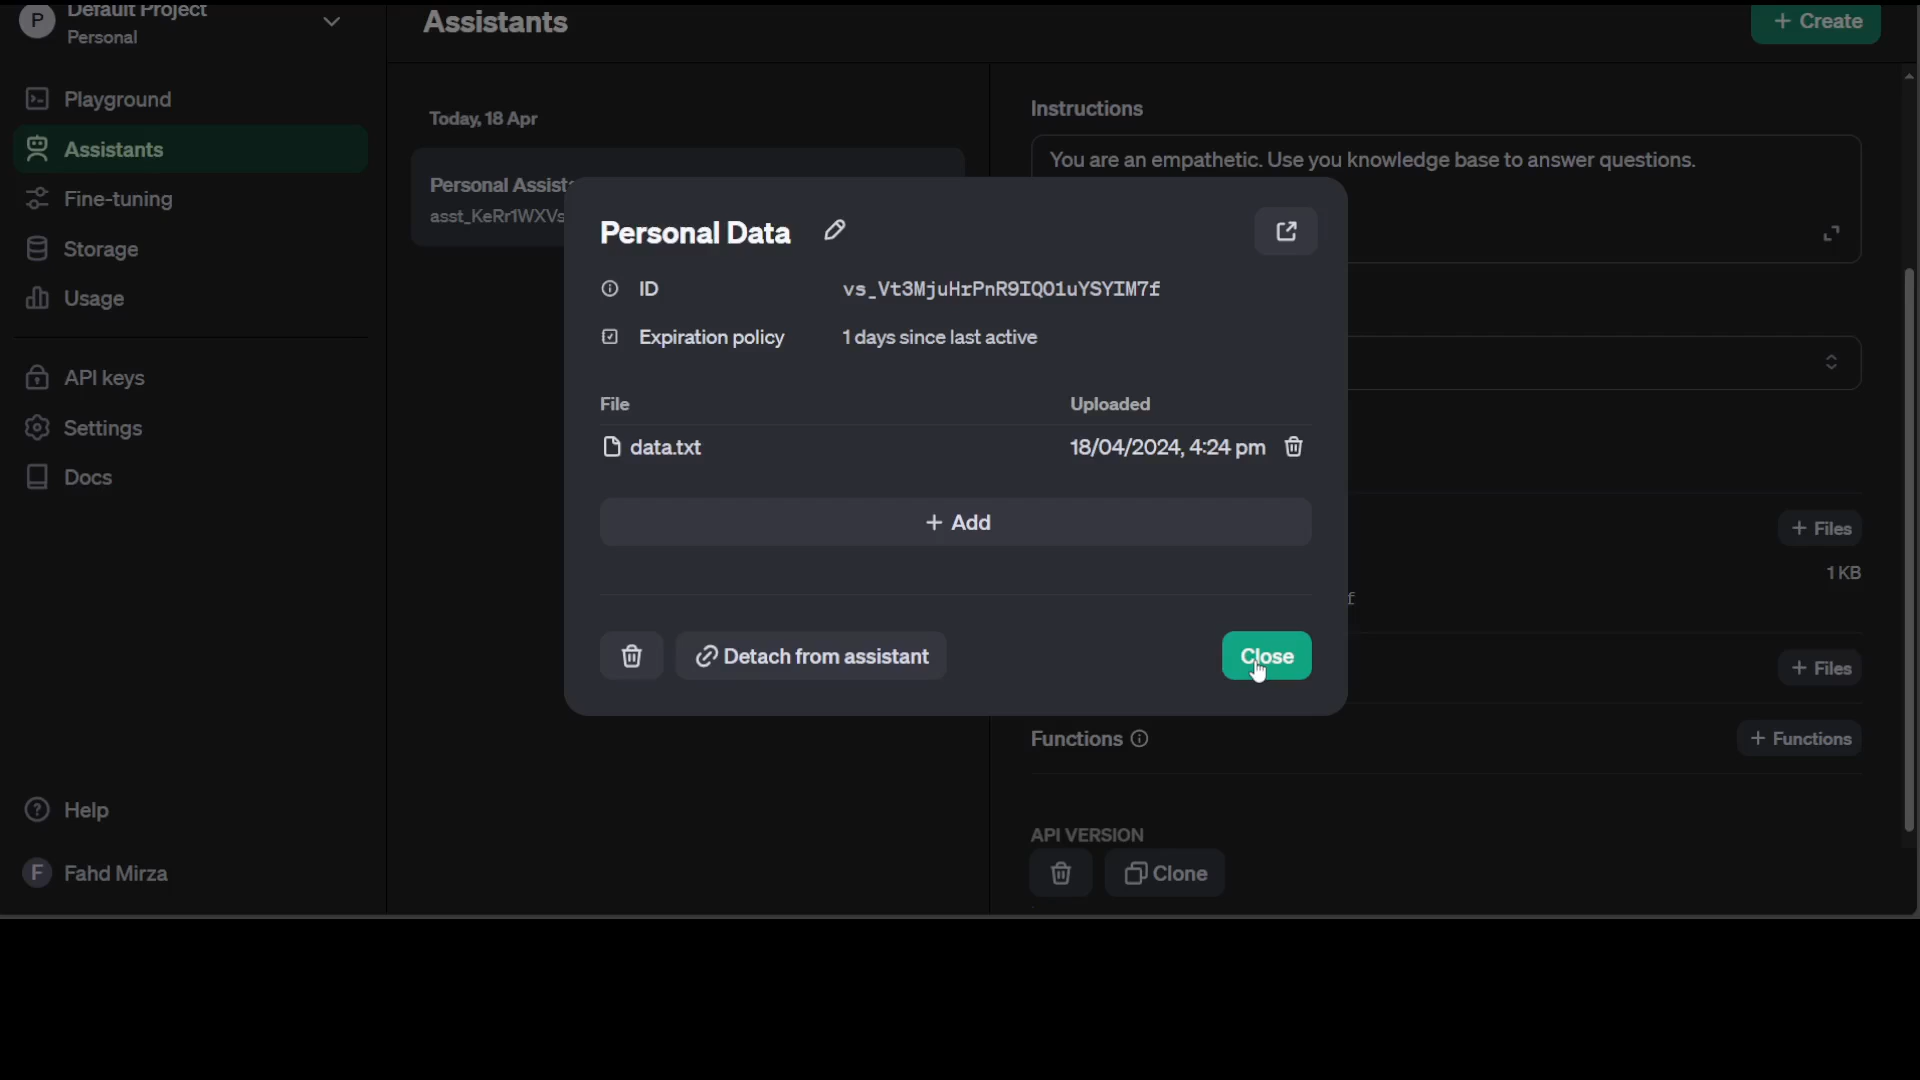 P
Default Project
Personal
Playground
Assistants
Fine-tuning
Storage
Usage
API keys
Settings
Docs
Help
F
Fahd Mirza
Assistants
+ Create
Today, 18 Apr
Personal Assist
asst_KeRr1WXVs
Instructions
You are an empathetic. Use you knowledge base to answer questions.
Personal Data
ID vs_Vt3MjuHrPnR9IQO1uYSYIM7f
Expiration policy 1 days since last active
File Uploaded
data.txt 18/04/2024, 4:24 pm
+ Add
Detach from assistant
Close
+ Files
1 KB
f
+ Files
Functions
+ Functions
API VERSION
Clone